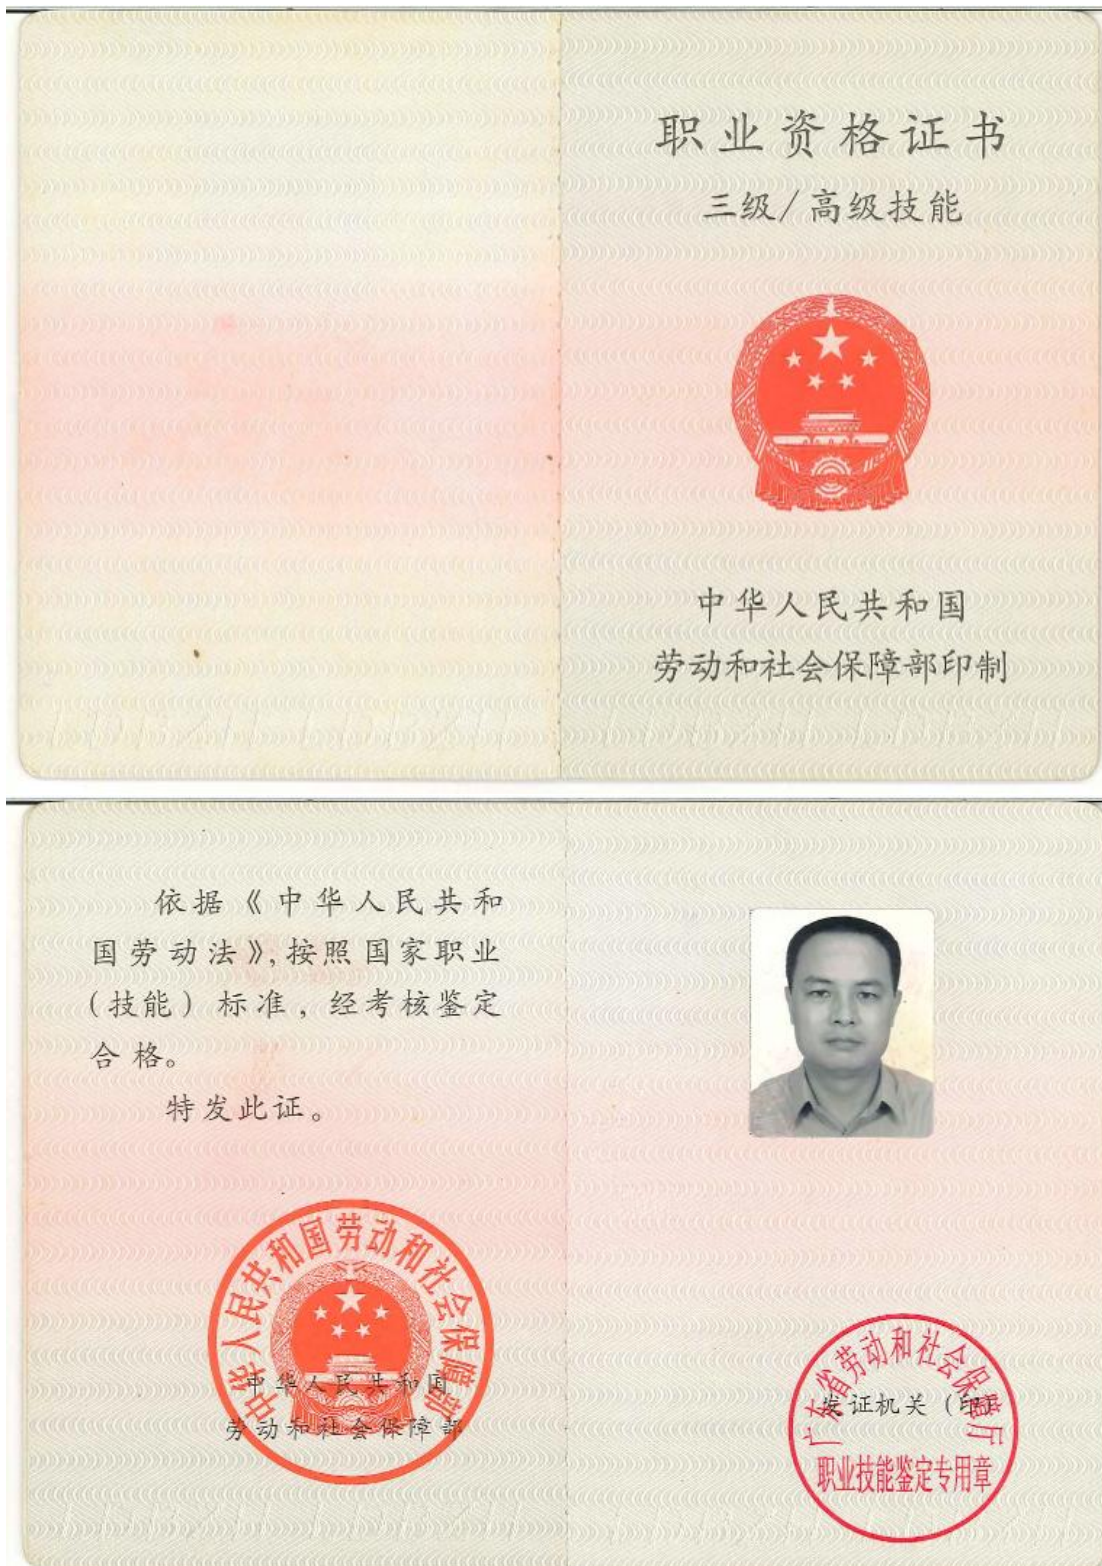 职业资格证书
三级/高级技能
中华人民共和国
劳动和社会保障部印制
依据《中华人民共和
国劳动法》,按照国家职业
(技能)标准,经考核鉴定
合格。
特发此证。
中华人民共和国劳动和社会保障部
中华人民共和国
劳动和社会保障部
广东省劳动和社会保障厅
发证机关(印)
职业技能鉴定专用章